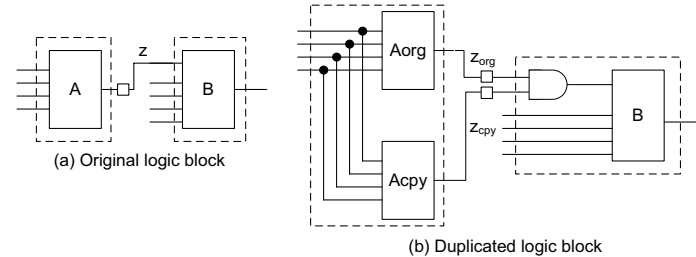 A
z
B
(a) Original logic block
Aorg
zorg
B
zcpy
Acpy
(b) Duplicated logic block